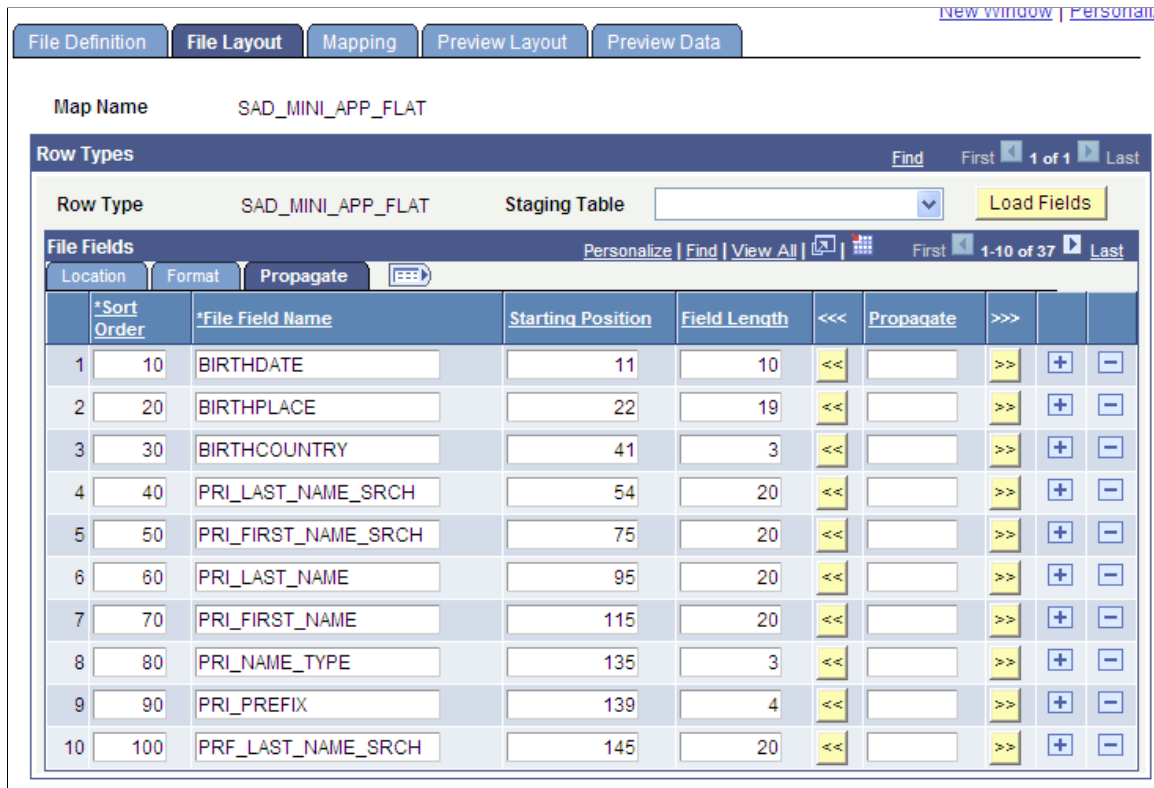 New Window | Personaliz
File Definition File Layout Mapping Preview Layout Preview Data
Map Name SAD_MINI_APP_FLAT
Row Types Find First 1 of 1 Last
Row Type SAD_MINI_APP_FLAT Staging Table Load Fields
File Fields Personalize | Find | View All | | First 1-10 of 37 Last
Location Format Propagate
*Sort Order *File Field Name Starting Position Field Length <<< Propagate >>>
1 10 BIRTHDATE 11 10 << >> + -
2 20 BIRTHPLACE 22 19 << >> + -
3 30 BIRTHCOUNTRY 41 3 << >> + -
4 40 PRI_LAST_NAME_SRCH 54 20 << >> + -
5 50 PRI_FIRST_NAME_SRCH 75 20 << >> + -
6 60 PRI_LAST_NAME 95 20 << >> + -
7 70 PRI_FIRST_NAME 115 20 << >> + -
8 80 PRI_NAME_TYPE 135 3 << >> + -
9 90 PRI_PREFIX 139 4 << >> + -
10 100 PRF_LAST_NAME_SRCH 145 20 << >> + -